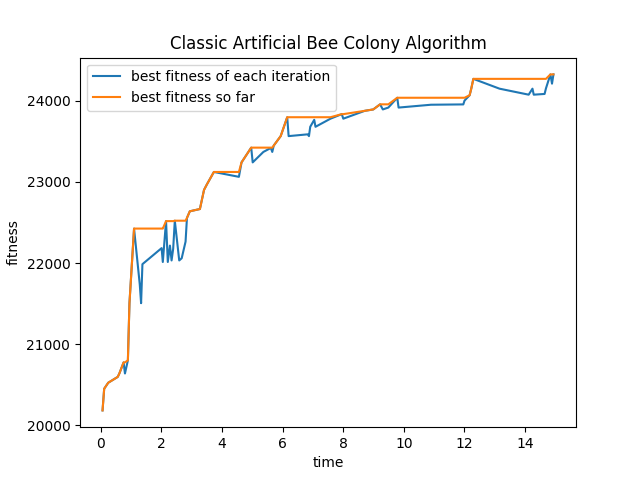 Classic Artificial Bee Colony Algorithm
best fitness of each iteration
best fitness so far
fitness
24000
23000
22000
21000
20000
0 2 4 6 8 10 12 14
time